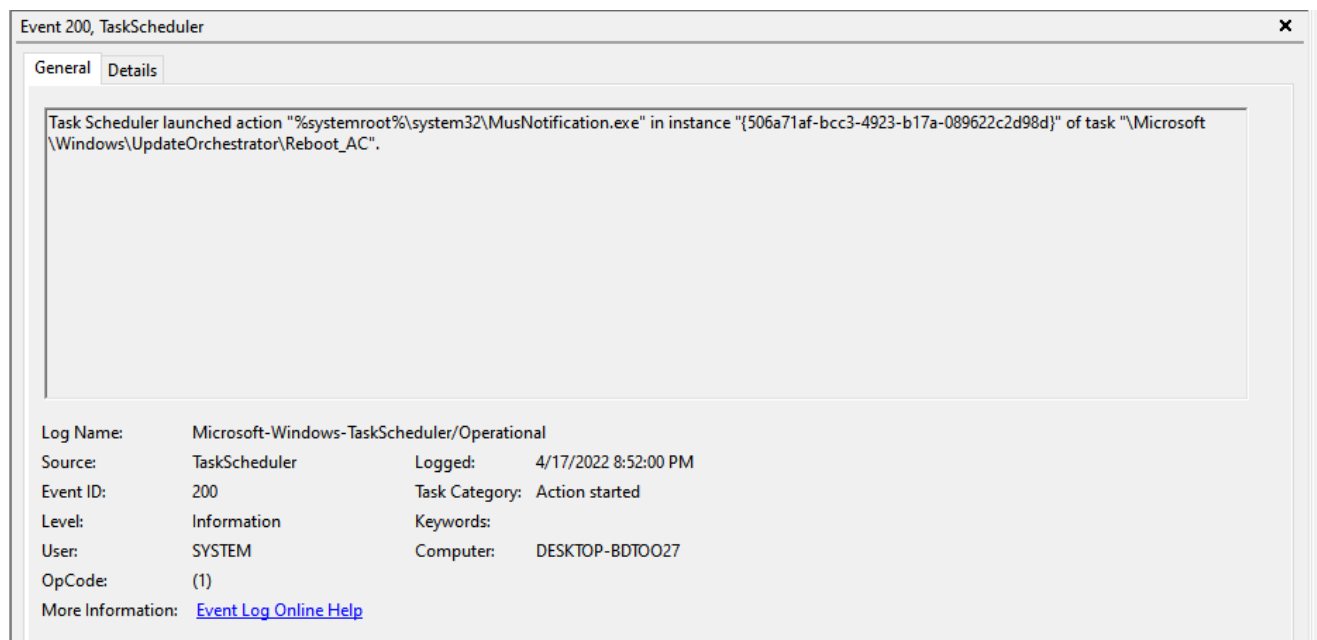 Event 200, TaskScheduler
General Details
Task Scheduler launched action "%systemroot%\system32\MusNotification.exe" in instance "{506a71af-bcc3-4923-b17a-089622c2d98d}" of task "\Microsoft
\Windows\UpdateOrchestrator\Reboot_AC".
Log Name: Microsoft-Windows-TaskScheduler/Operational
Source: TaskScheduler Logged: 4/17/2022 8:52:00 PM
Event ID: 200 Task Category: Action started
Level: Information Keywords:
User: SYSTEM Computer: DESKTOP-BDTOO27
OpCode: (1)
More Information: Event Log Online Help